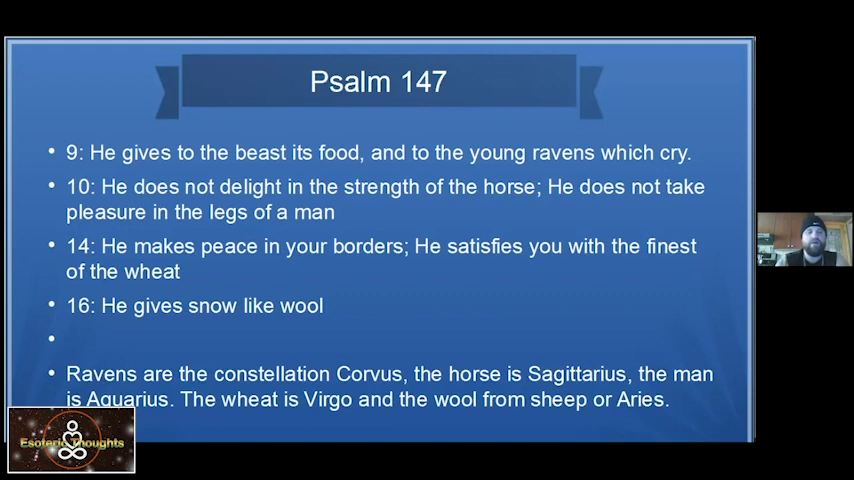 Psalm 147
• 9: He gives to the beast its food, and to the young ravens which cry.
• 10: He does not delight in the strength of the horse; He does not take
pleasure in the legs of a man
• 14: He makes peace in your borders; He satisfies you with the finest
of the wheat
• 16: He gives snow like wool
•
• Ravens are the constellation Corvus, the horse is Sagittarius, the man
is Aquarius. The wheat is Virgo and the wool from sheep or Aries.
Esoteric Thoughts